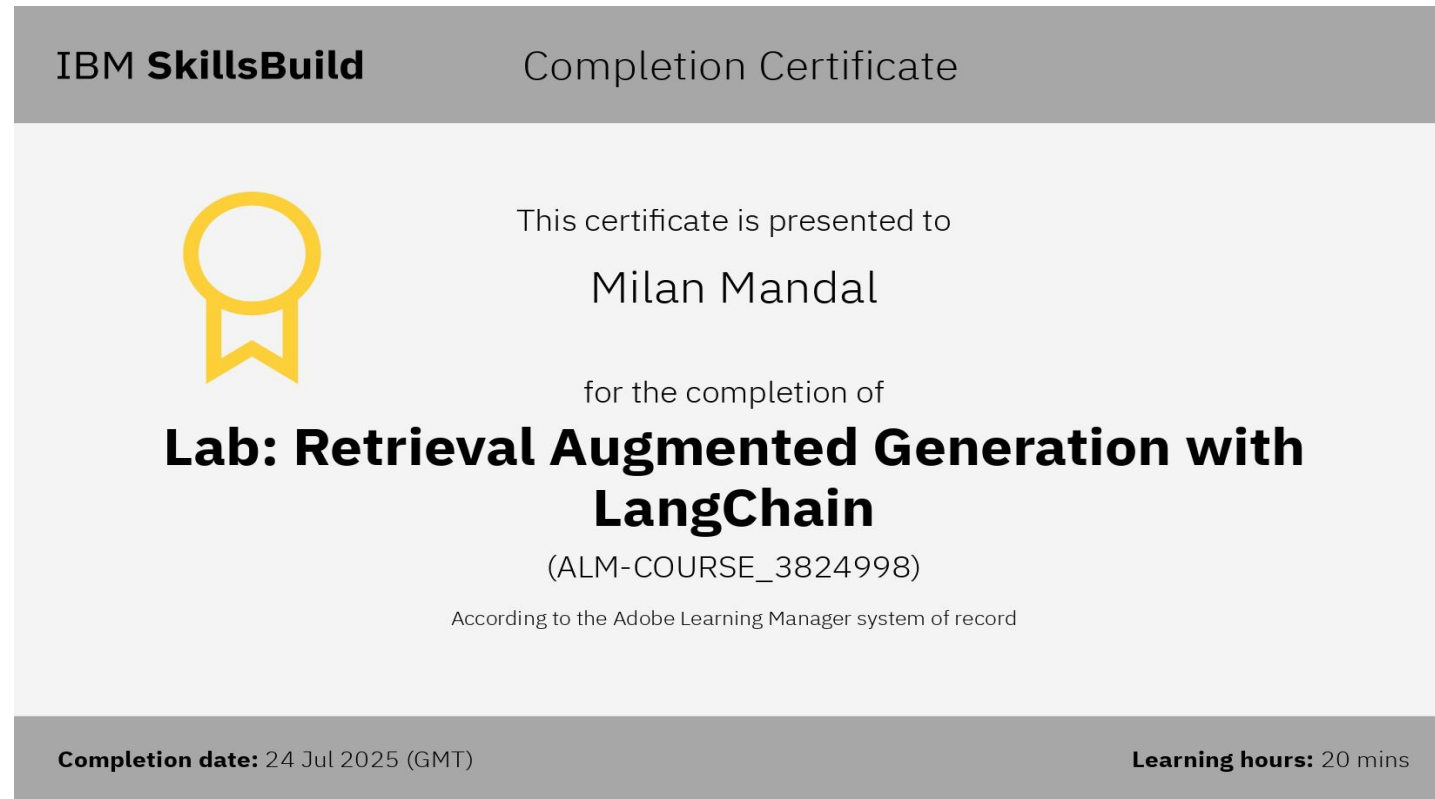 IBM SkillsBuild
Completion Certificate
This certificate is presented to
Milan Mandal
for the completion of
Lab: Retrieval Augmented Generation with
LangChain
(ALM-COURSE_3824998)
According to the Adobe Learning Manager system of record
Completion date: 24 Jul 2025 (GMT)
Learning hours: 20 mins